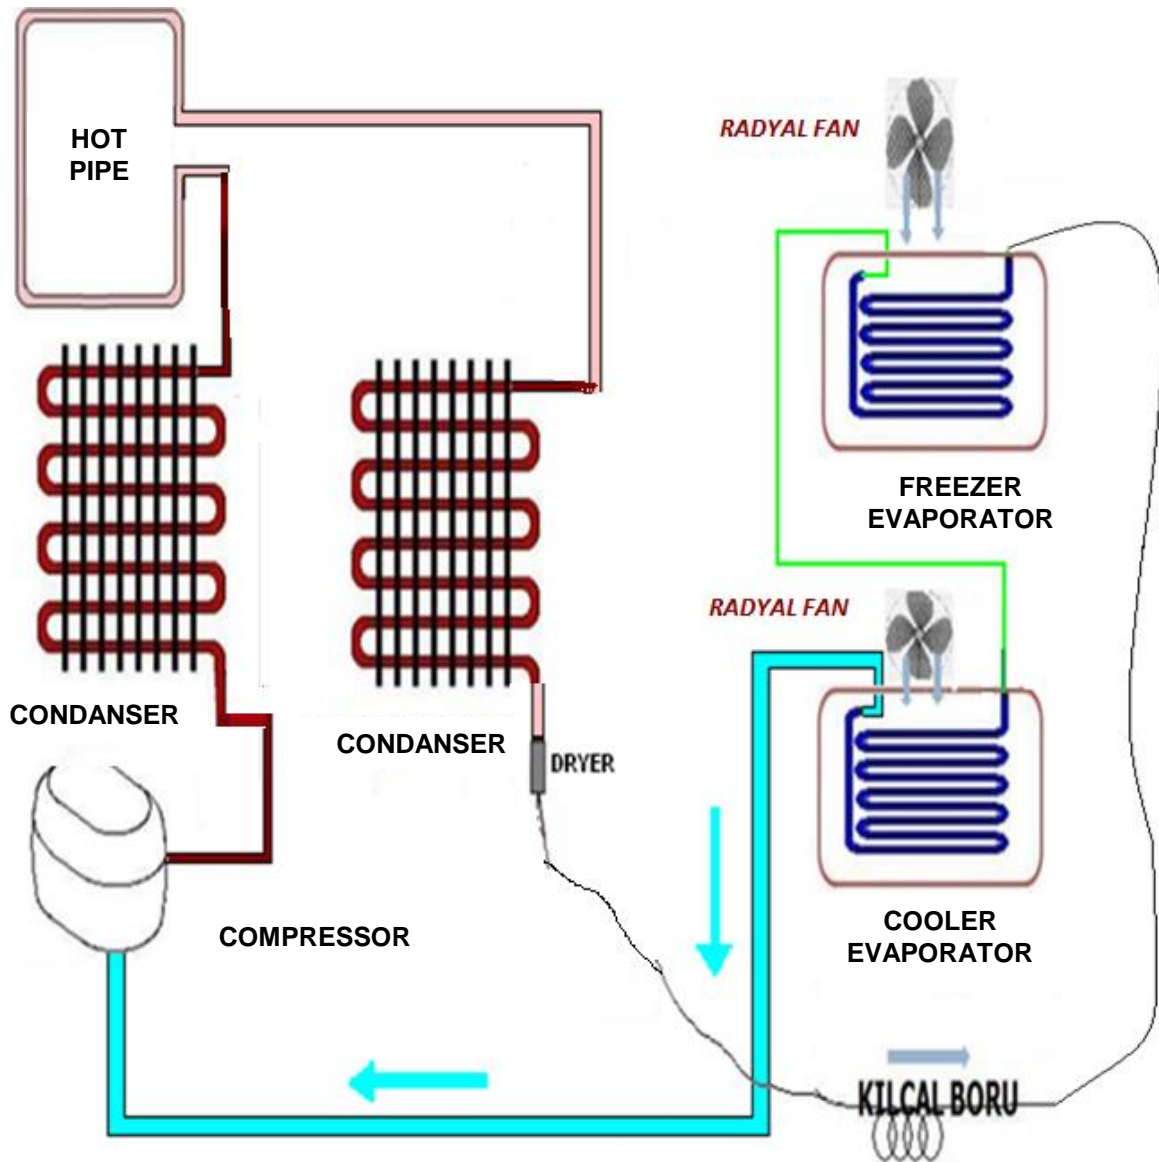 HOT
PIPE
RADYAL FAN
FREEZER
EVAPORATOR
RADYAL FAN
CONDANSER
CONDANSER
DRYER
COMPRESSOR
COOLER
EVAPORATOR
KILCAL BORU